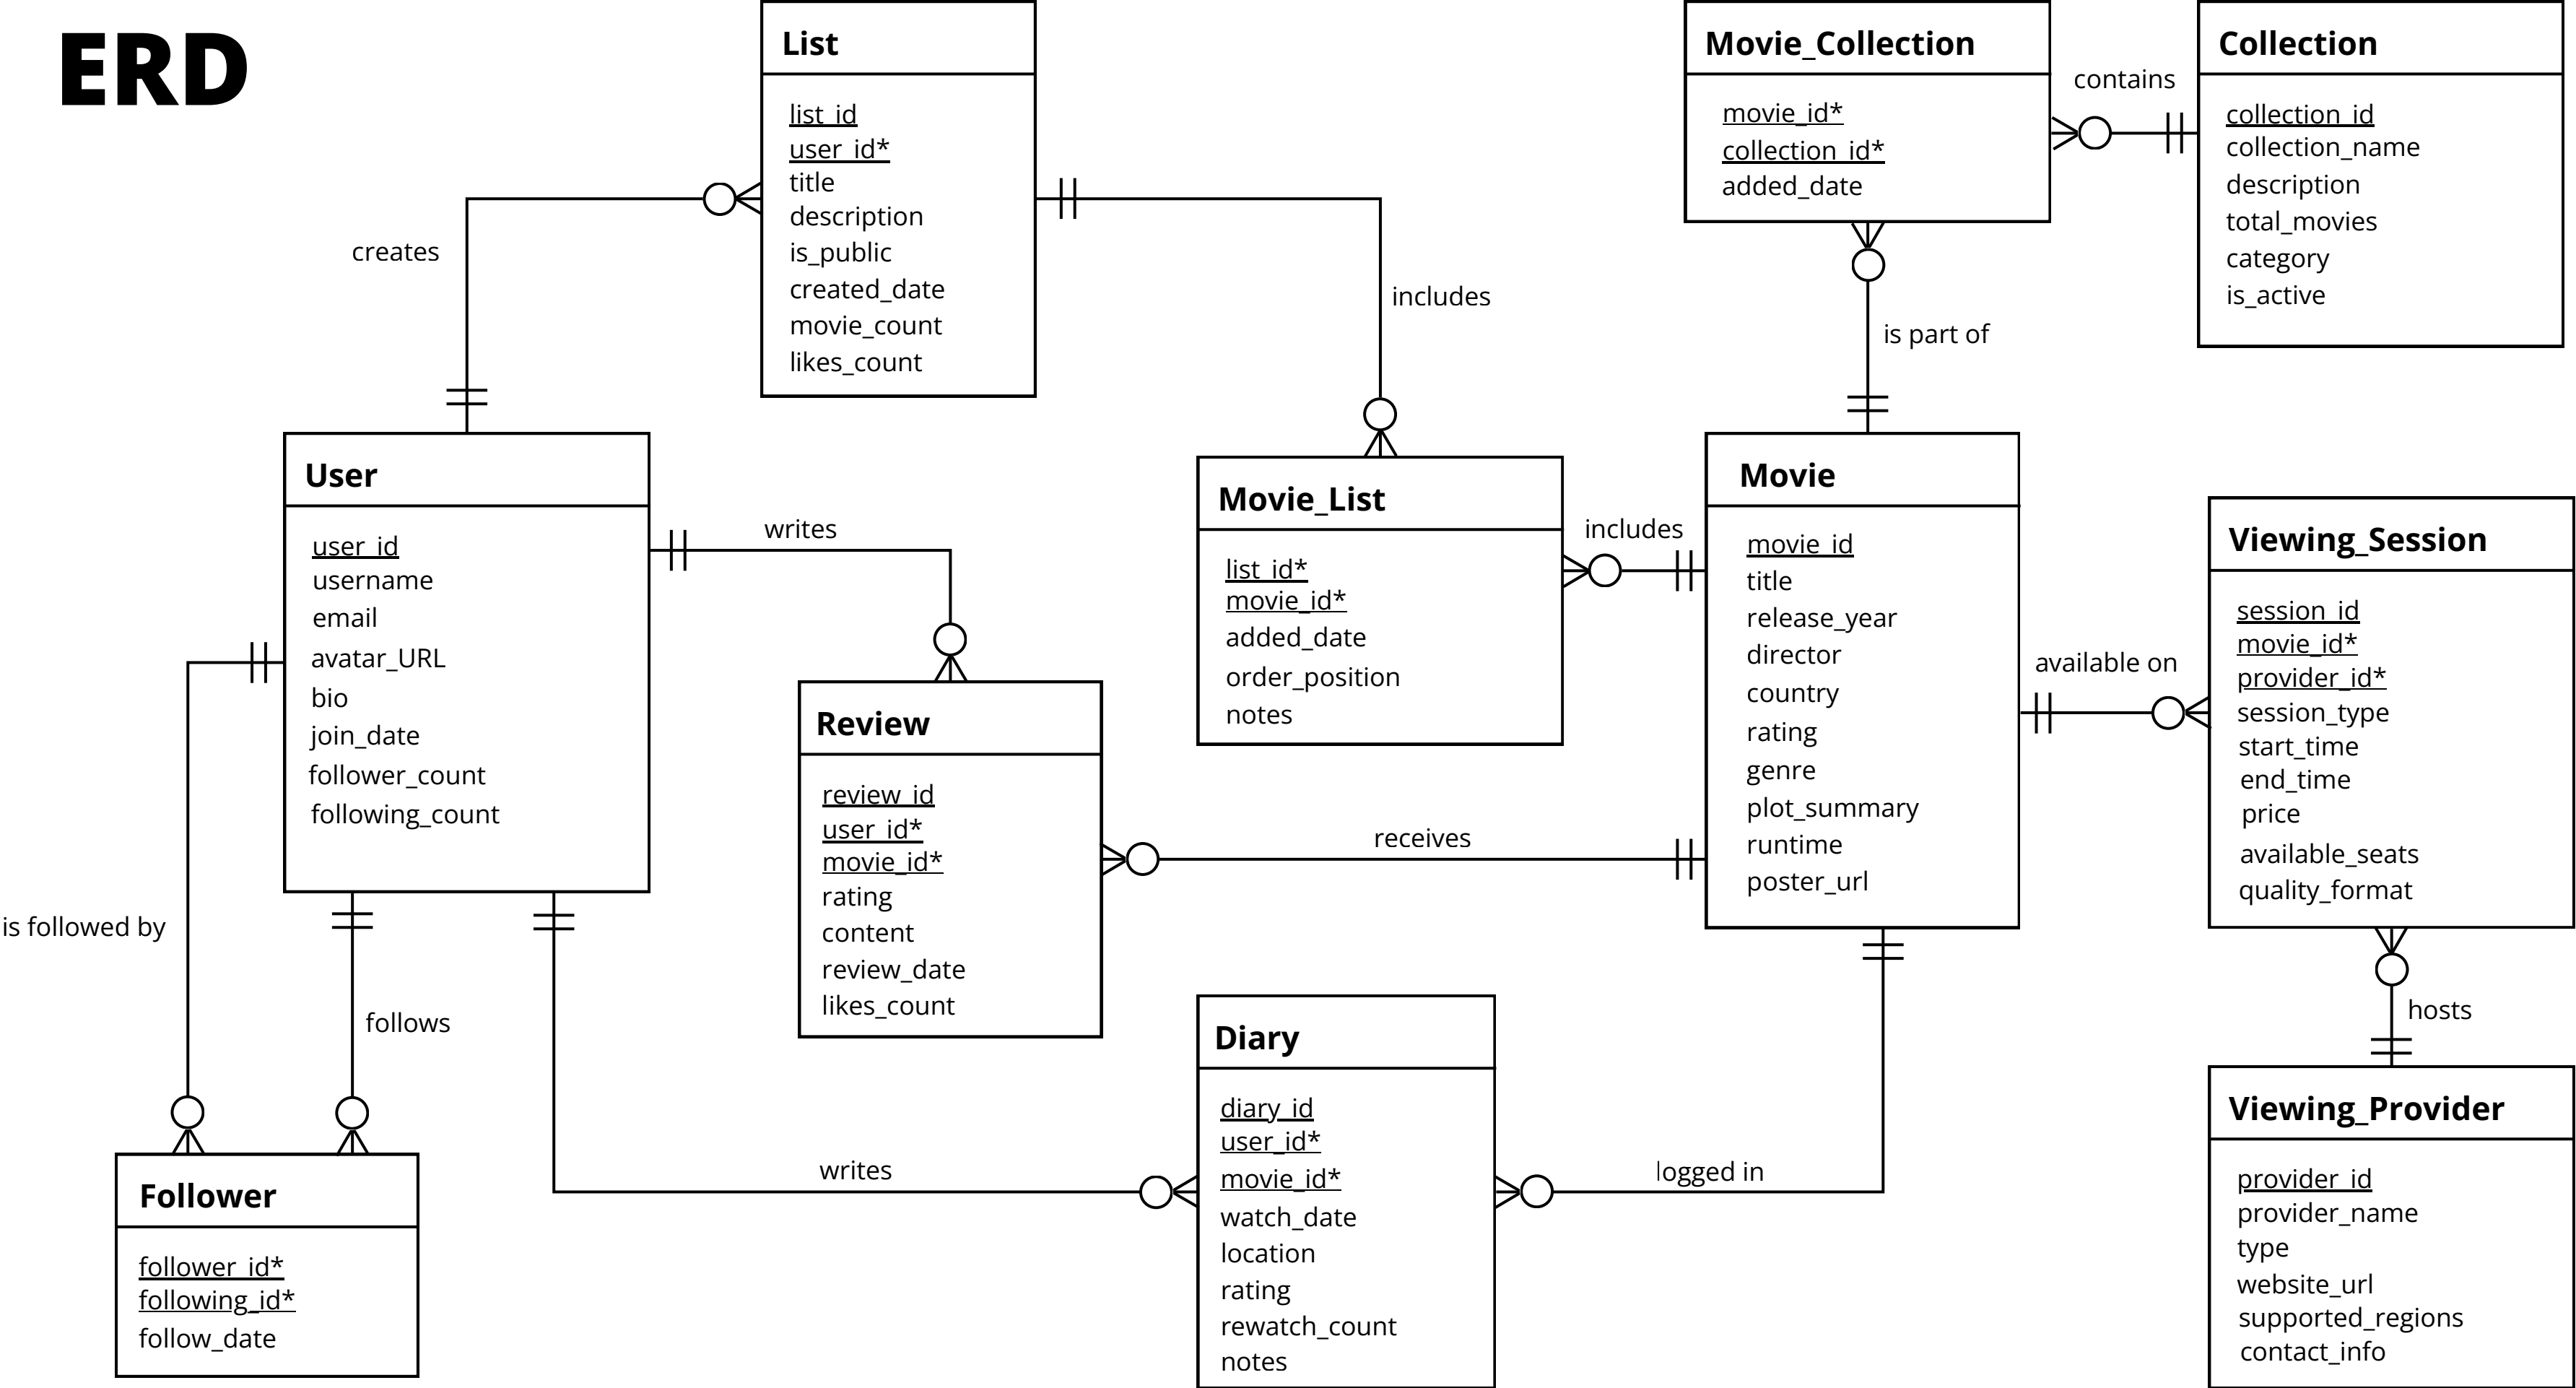 ERD
List
list_id
user_id*
title
description
is_public
created_date
movie_count
likes_count
Movie_Collection
movie_id*
collection_id*
added_date
contains
Collection
collection_id
collection_name
description
total_movies
category
is_active
creates
includes
is part of
User
user_id
username
email
avatar_URL
bio
join_date
follower_count
following_count
writes
Movie_List
list_id*
movie_id*
added_date
order_position
notes
includes
Movie
movie_id
title
release_year
director
country
rating
genre
plot_summary
runtime
poster_url
available on
Viewing_Session
session_id
movie_id*
provider_id*
session_type
start_time
end_time
price
available_seats
quality_format
Review
review_id
user_id*
movie_id*
rating
content
review_date
likes_count
receives
is followed by
follows
hosts
Diary
diary_id
user_id*
movie_id*
watch_date
location
rating
rewatch_count
notes
writes
logged in
Follower
follower_id*
following_id*
follow_date
Viewing_Provider
provider_id
provider_name
type
website_url
supported_regions
contact_info